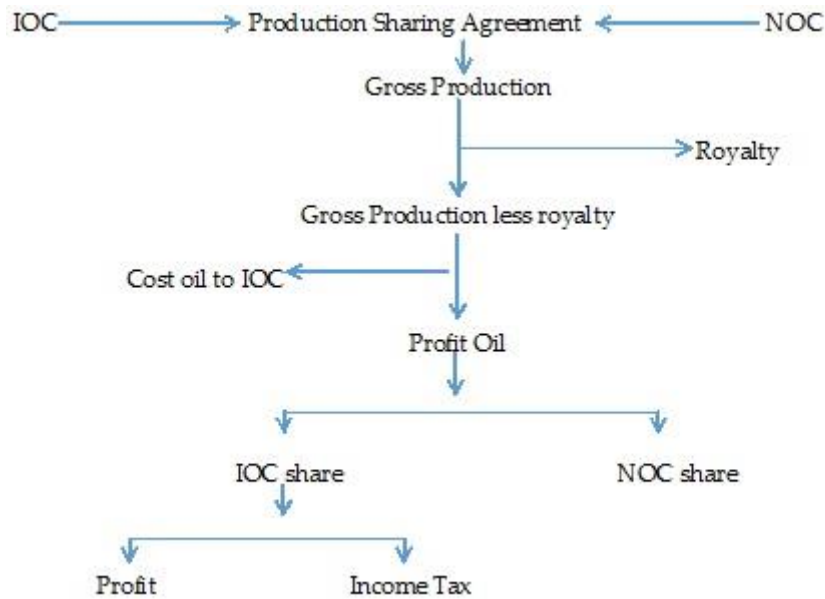 IOC
Production Sharing Agreement
NOC
Gross Production
Royalty
Gross Production less royalty
Cost oil to IOC
Profit Oil
IOC share
NOC share
Profit
Income Tax